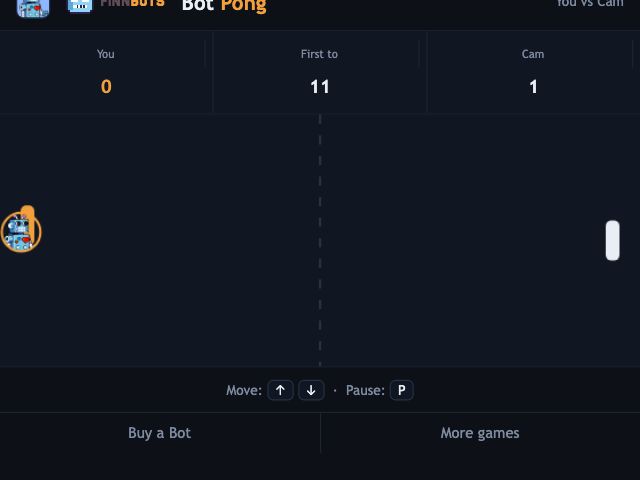 FINNBOTS Bot Pong You vs Cam
You First to Cam
0 11 1
Move: ↑ ↓ · Pause: P
Buy a Bot More games